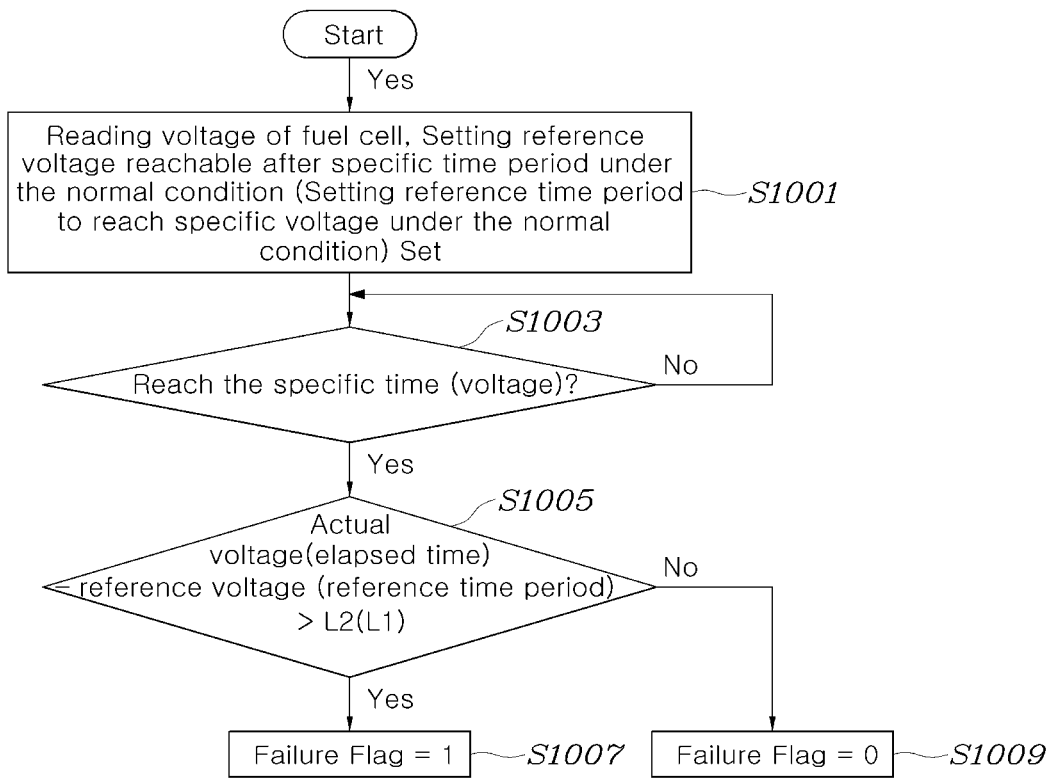 Start
Yes
Reading voltage of fuel cell, Setting reference
voltage reachable after specific time period under
the normal condition (Setting reference time period
to reach specific voltage under the normal
condition) Set
S1001
S1003
Reach the specific time (voltage)?
No
Yes
S1005
Actual
voltage(elapsed time)
- reference voltage (reference time period)
> L2(L1)
No
Yes
Failure Flag = 1
S1007
Failure Flag = 0
S1009